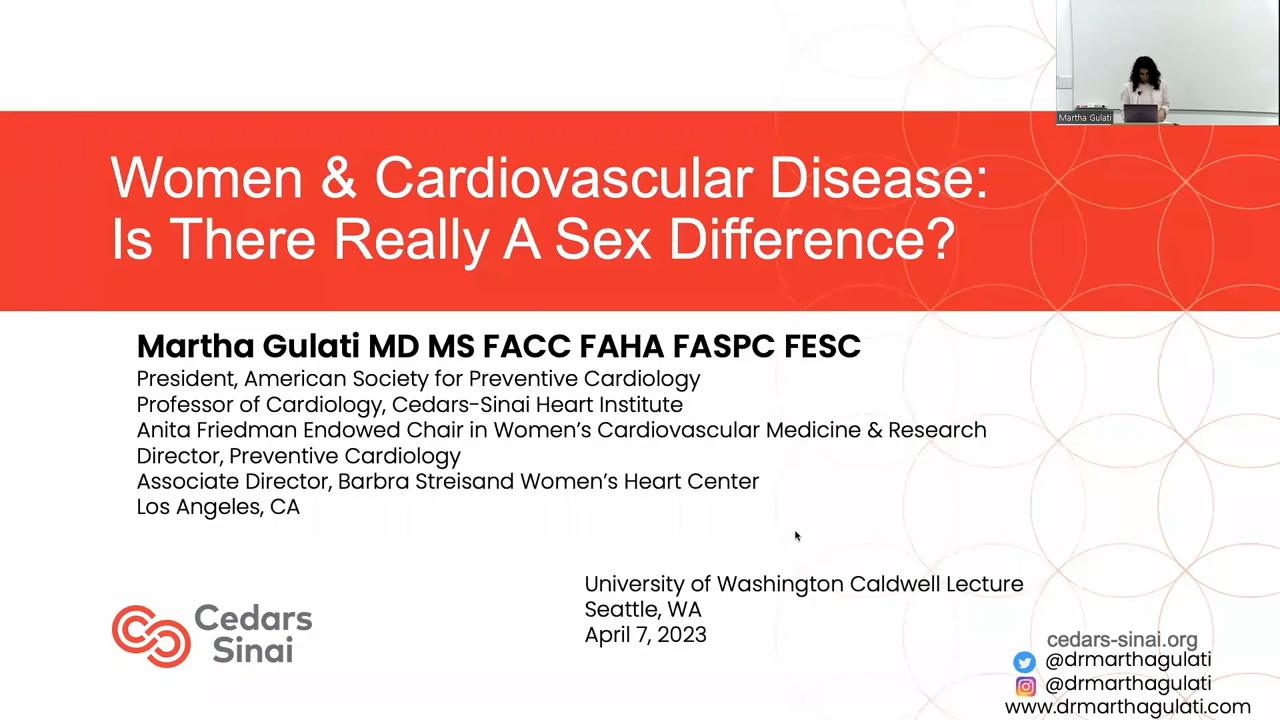 Martha Gulati
Women & Cardiovascular Disease:
Is There Really A Sex Difference?
Martha Gulati MD MS FACC FAHA FASPC FESC
President, American Society for Preventive Cardiology
Professor of Cardiology, Cedars-Sinai Heart Institute
Anita Friedman Endowed Chair in Women's Cardiovascular Medicine & Research
Director, Preventive Cardiology
Associate Director, Barbra Streisand Women's Heart Center
Los Angeles, CA
University of Washington Caldwell Lecture
Seattle, WA
April 7, 2023
Cedars
Sinai
cedars-sinai.org
@drmarthagulati
@drmarthagulati
www.drmarthagulati.com